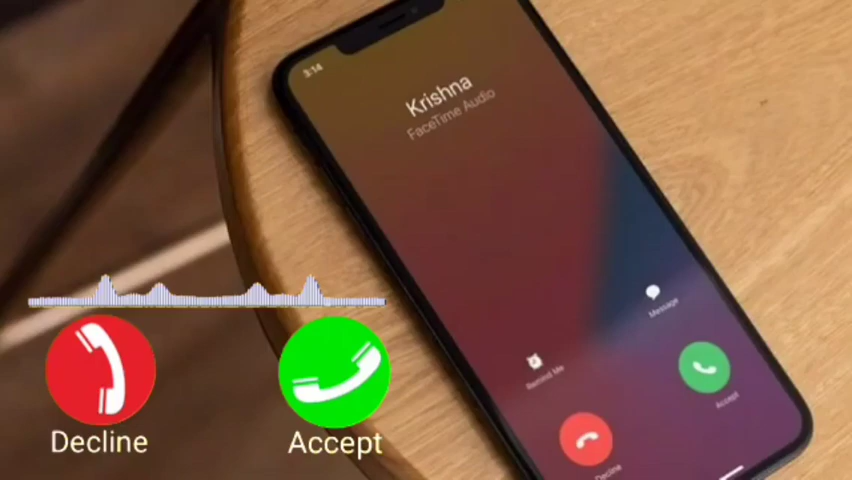 3:14
Krishna
FaceTime Audio
Message
Remind Me
Accept
Decline
Decline
Accept